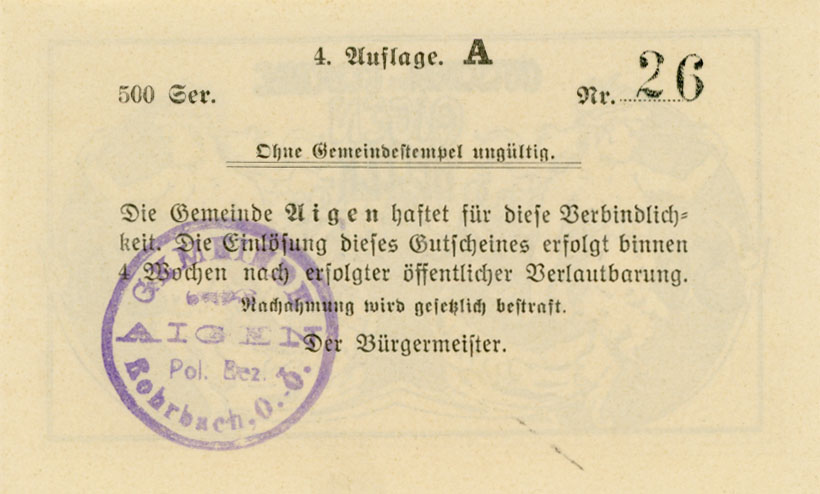 4. Auflage. A
500 Ser.
Nr. 26
Ohne Gemeindestempel ungültig.
Die Gemeinde Aigen haftet für diese Verbindlich=
keit. Die Einlösung dieses Gutscheines erfolgt binnen
4 Wochen nach erfolgter öffentlicher Verlautbarung.
Nachahmung wird gesetzlich bestraft.
Der Bürgermeister.
GEMEINDE
AIGEN
Pol. Bez.
Rohrbach, O.-Ö.